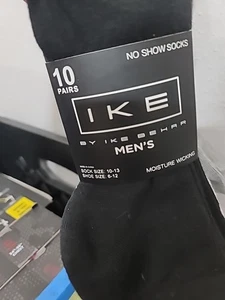 NO SHOW SOCKS
10
PAIRS
IKE
BY IKE BEHAR
MEN'S
SOCK SIZE: 10-13
SHOE SIZE: 6-12
MOISTURE WICKING